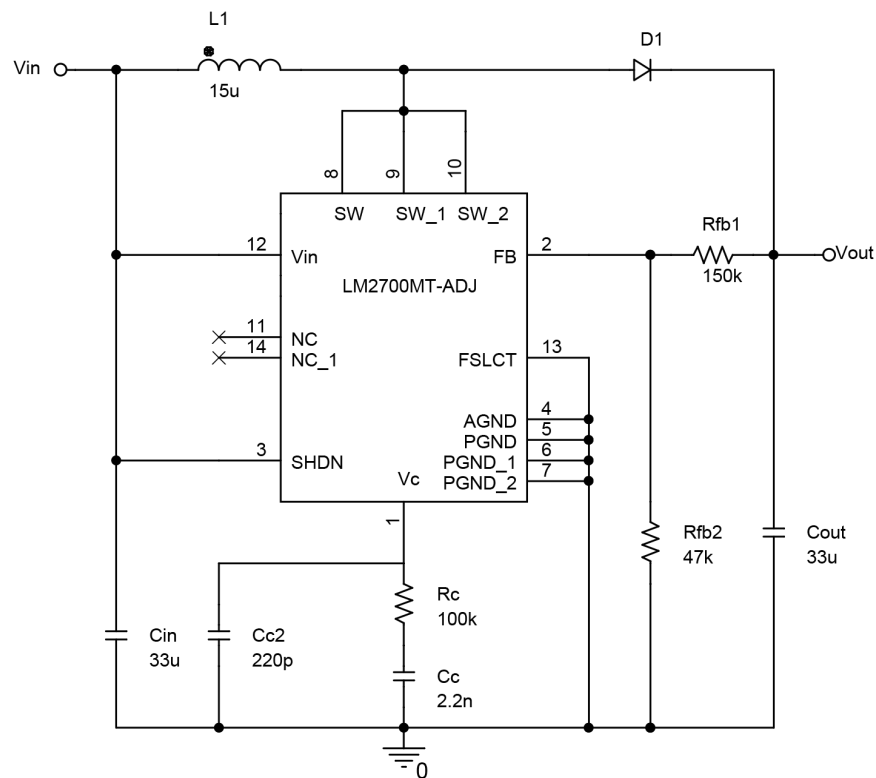 L1
Vin
15u
D1
8
9
10
SW
SW_1
SW_2
12
Vin
FB
2
Rfb1
150k
Vout
LM2700MT-ADJ
11
NC
14
NC_1
FSLCT
13
AGND
4
PGND
5
PGND_1
6
PGND_2
7
3
SHDN
Vc
1
Rfb2
47k
Cout
33u
Rc
100k
Cin
33u
Cc2
220p
Cc
2.2n
0